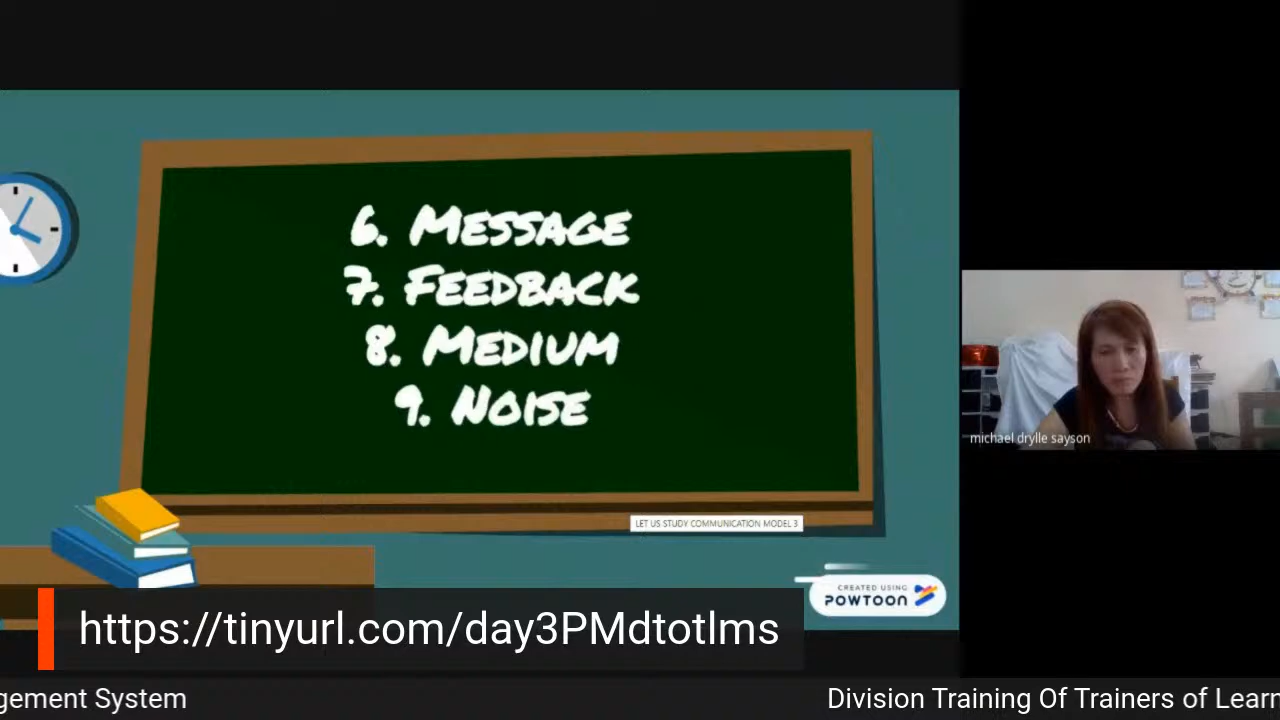 6. MESSAGE
7. FEEDBACK
8. MEDIUM
9. NOISE
LET US STUDY COMMUNICATION MODEL 3
CREATED USING
POWTOON
michael drylle sayson
https://tinyurl.com/day3PMdtotlms
gement System
Division Training Of Trainers of Learn